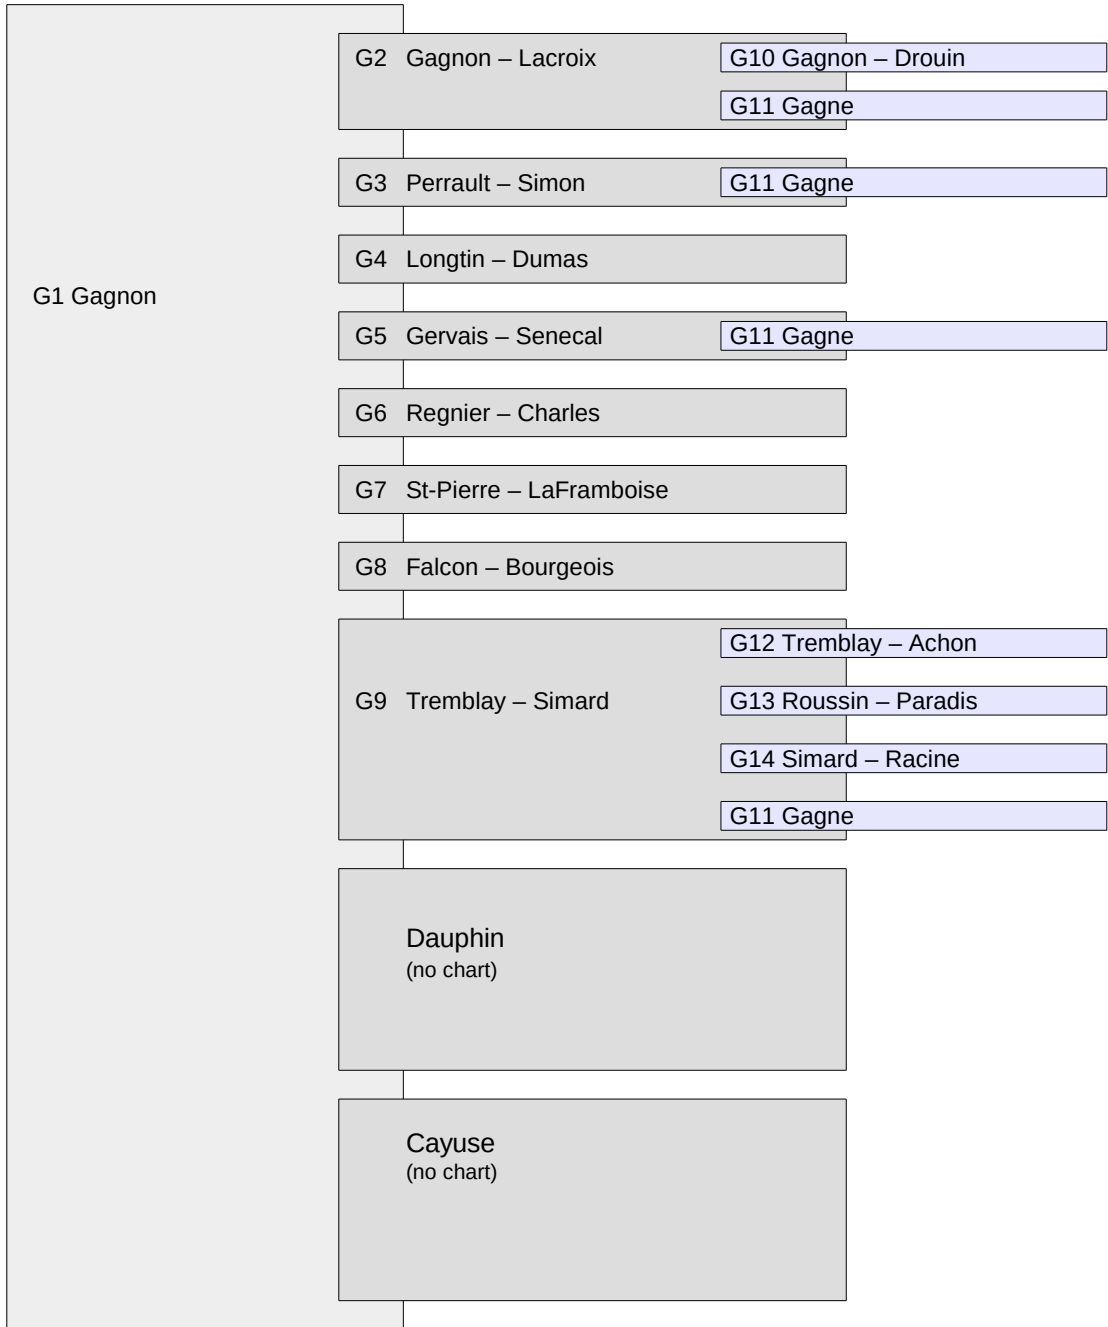 G2 Gagnon – Lacroix
G10 Gagnon – Drouin
G11 Gagne
G3 Perrault – Simon
G11 Gagne
G4 Longtin – Dumas
G1 Gagnon
G5 Gervais – Senecal
G11 Gagne
G6 Regnier – Charles
G7 St-Pierre – LaFramboise
G8 Falcon – Bourgeois
G12 Tremblay – Achon
G9 Tremblay – Simard
G13 Roussin – Paradis
G14 Simard – Racine
G11 Gagne
Dauphin
(no chart)
Cayuse
(no chart)